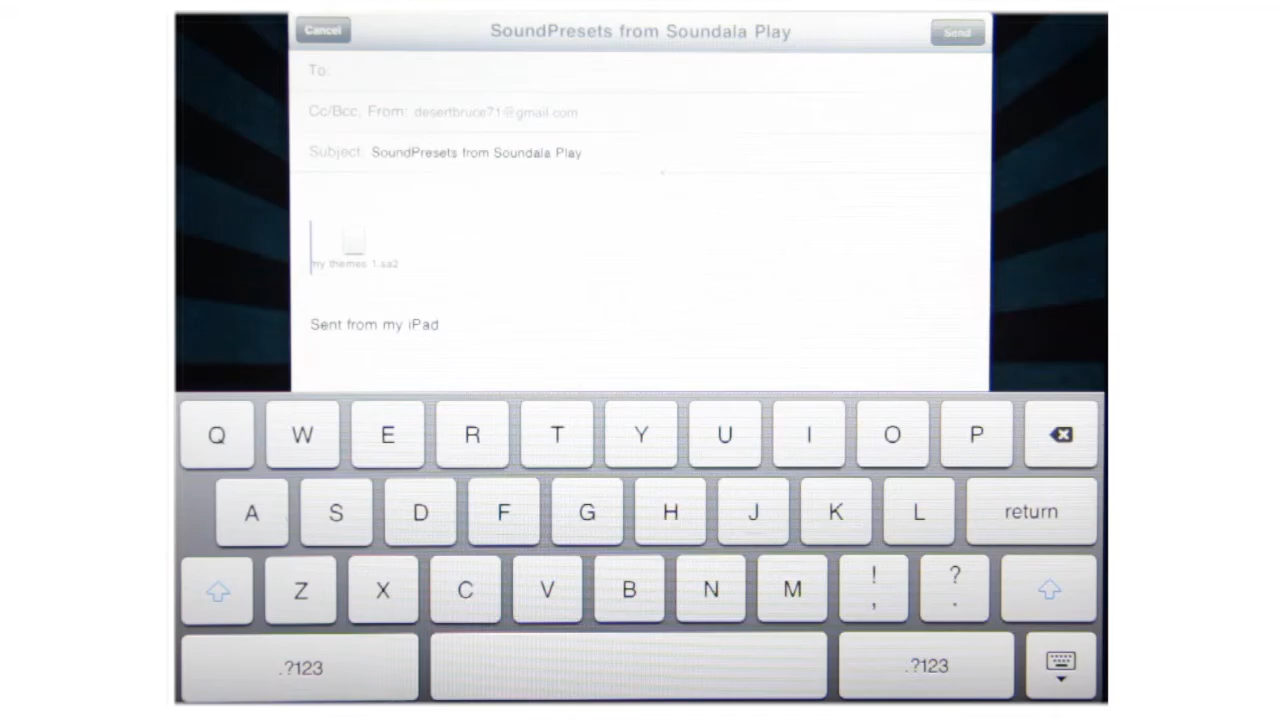 Cancel
SoundPresets from Soundala Play
Send
To:
Cc/Bcc, From: desertbruce71@gmail.com
Subject: SoundPresets from Soundala Play
my themes 1.sa2
Sent from my iPad
Q W E R T Y U I O P
A S D F G H J K L return
Z X C V B N M ! , ? .
.?123 .?123